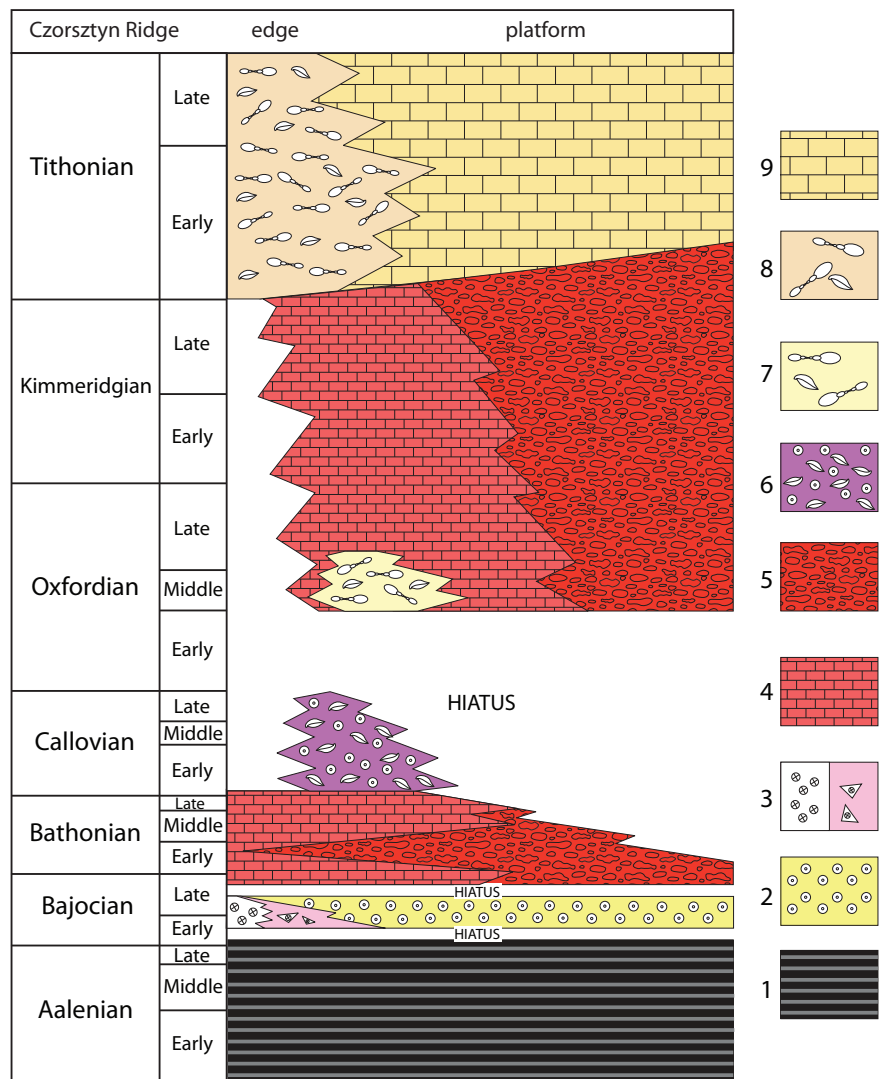 Czorsztyn Ridge edge platform
Tithonian
Late
Early
Kimmeridgian
Late
Early
Oxfordian
Late
Middle
Early
Callovian
Late
Middle
Early
Bathonian
Late
Middle
Early
Bajocian
Late
Early
Aalenian
Late
Middle
Early
HIATUS
HIATUS
HIATUS
9
8
7
6
5
4
3
2
1